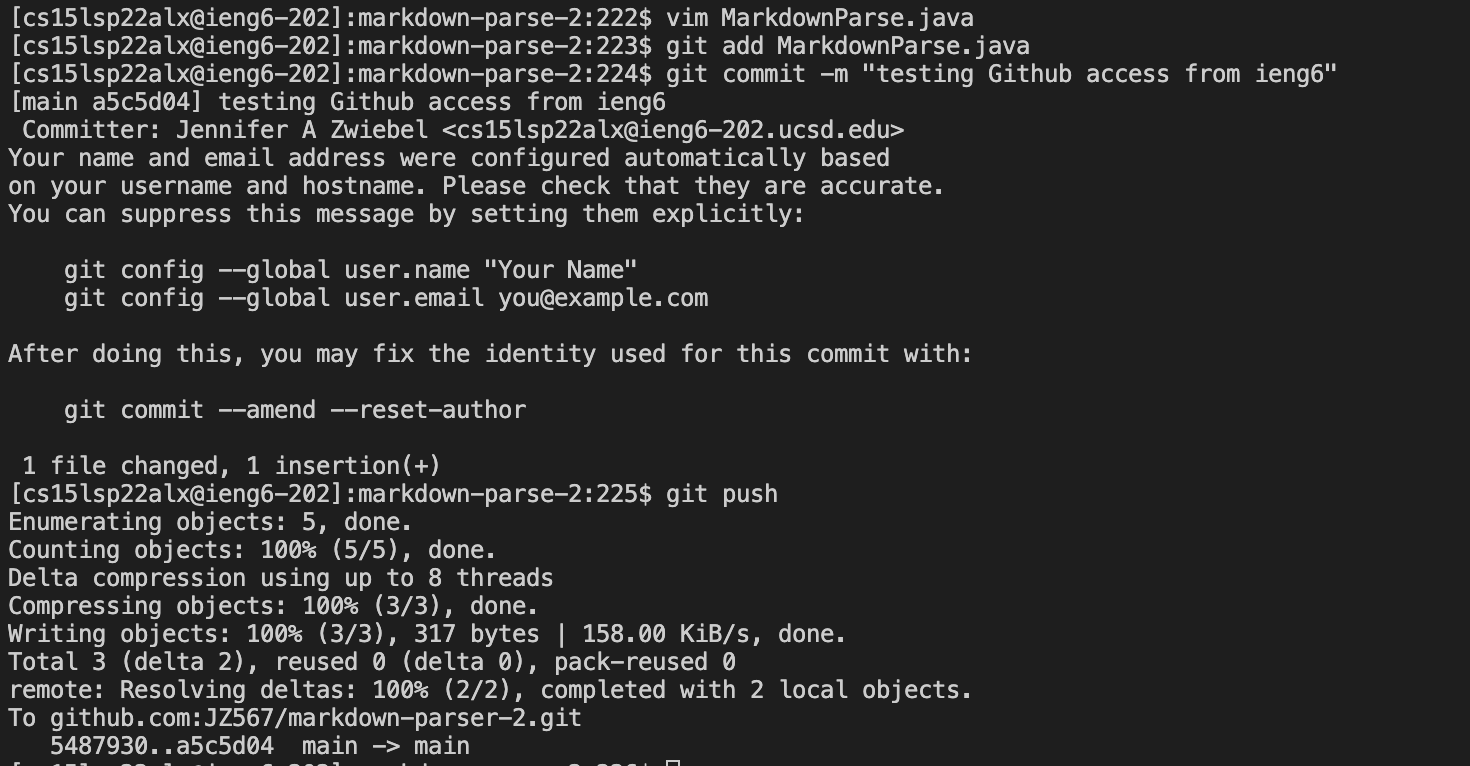 [cs15lsp22alx@ieng6-202]:markdown-parse-2:222$ vim MarkdownParse.java
[cs15lsp22alx@ieng6-202]:markdown-parse-2:223$ git add MarkdownParse.java
[cs15lsp22alx@ieng6-202]:markdown-parse-2:224$ git commit -m "testing Github access from ieng6"
[main a5c5d04] testing Github access from ieng6
 Committer: Jennifer A Zwiebel <cs15lsp22alx@ieng6-202.ucsd.edu>
Your name and email address were configured automatically based
on your username and hostname. Please check that they are accurate.
You can suppress this message by setting them explicitly:

    git config --global user.name "Your Name"
    git config --global user.email you@example.com

After doing this, you may fix the identity used for this commit with:

    git commit --amend --reset-author

 1 file changed, 1 insertion(+)
[cs15lsp22alx@ieng6-202]:markdown-parse-2:225$ git push
Enumerating objects: 5, done.
Counting objects: 100% (5/5), done.
Delta compression using up to 8 threads
Compressing objects: 100% (3/3), done.
Writing objects: 100% (3/3), 317 bytes | 158.00 KiB/s, done.
Total 3 (delta 2), reused 0 (delta 0), pack-reused 0
remote: Resolving deltas: 100% (2/2), completed with 2 local objects.
To github.com:JZ567/markdown-parser-2.git
   5487930..a5c5d04  main -> main